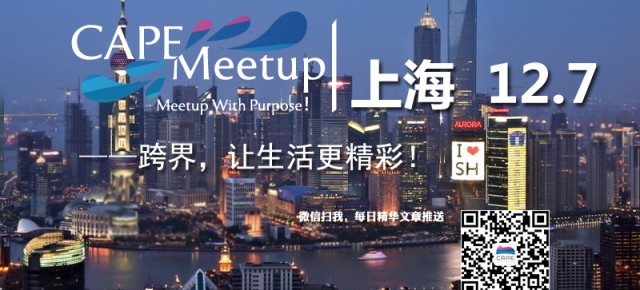 CAPE
Meetup
Meetup With Purpose!
上海 12.7
——跨界，让生活更精彩！
AURORA
I ❤
SH
微信扫我，每日精华文章推送
CAPE